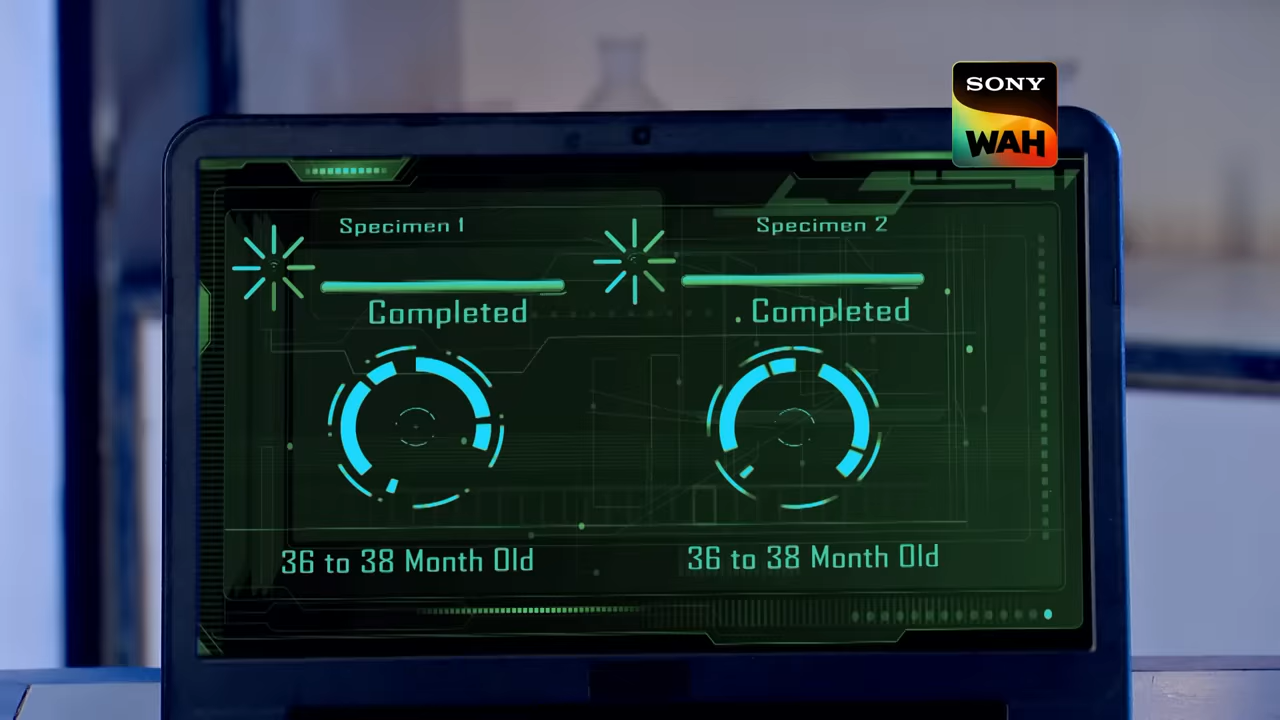 SONY
WAH
Specimen 1
Specimen 2
Completed
Completed
36 to 38 Month Old
36 to 38 Month Old